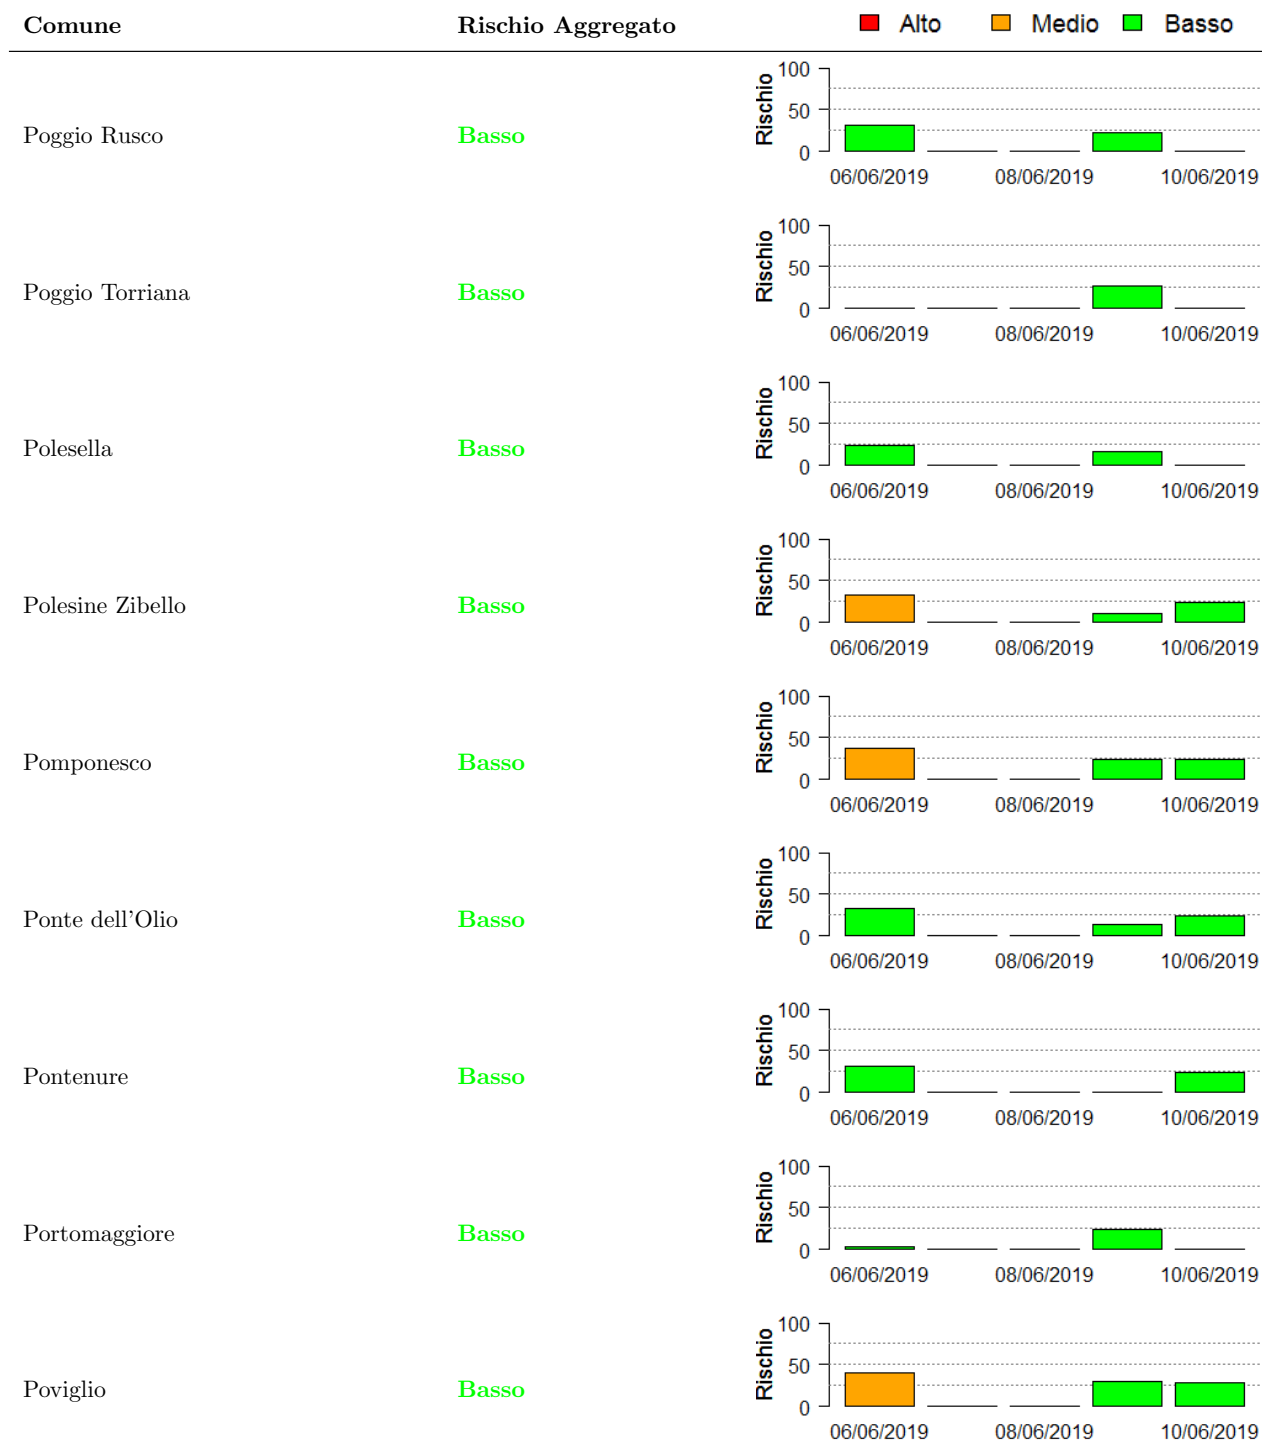 Comune Rischio Aggregato Alto Medio Basso
Poggio Rusco Basso Rischio 100 50 0
06/06/2019 08/06/2019 10/06/2019
Poggio Torriana Basso Rischio 100 50 0
06/06/2019 08/06/2019 10/06/2019
Polesella Basso Rischio 100 50 0
06/06/2019 08/06/2019 10/06/2019
Polesine Zibello Basso Rischio 100 50 0
06/06/2019 08/06/2019 10/06/2019
Pomponesco Basso Rischio 100 50 0
06/06/2019 08/06/2019 10/06/2019
Ponte dell'Olio Basso Rischio 100 50 0
06/06/2019 08/06/2019 10/06/2019
Pontenure Basso Rischio 100 50 0
06/06/2019 08/06/2019 10/06/2019
Portomaggiore Basso Rischio 100 50 0
06/06/2019 08/06/2019 10/06/2019
Poviglio Basso Rischio 100 50 0
06/06/2019 08/06/2019 10/06/2019